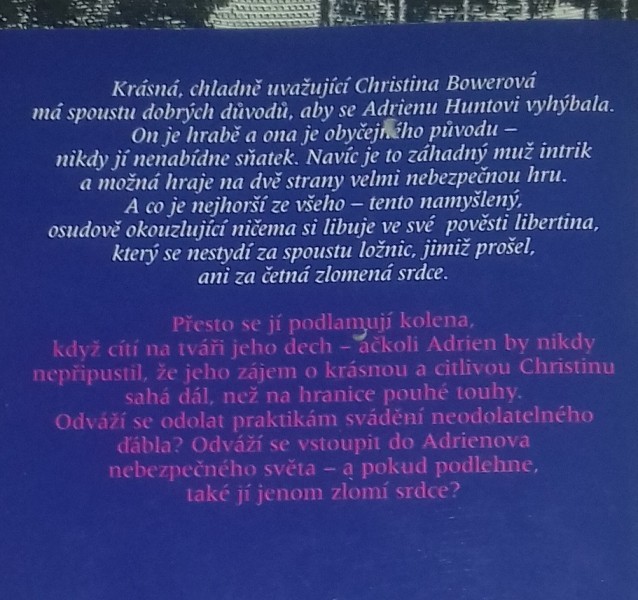 Krásná, chladně uvažující Christina Bowerová
má spoustu dobrých důvodů, aby se Adrienu Huntovi vyhýbala.
On je hrabě a ona je obyčejného původu –
nikdy jí nenabídne sňatek. Navíc je to záhadný muž intrik
a možná hraje na dvě strany velmi nebezpečnou hru.
A co je nejhorší ze všeho – tento namyšlený,
osudově okouzlující ničema si libuje ve své pověsti libertina,
který se nestydí za spoustu ložnic, jimiž prošel,
ani za četná zlomená srdce.
Přesto se jí podlamují kolena,
když cítí na tváři jeho dech – ačkoli Adrien by nikdy
nepřipustil, že jeho zájem o krásnou a citlivou Christinu
sahá dál, než na hranice pouhé touhy.
Odváží se odolat praktikám svádění neodolatelného
ďábla? Odváží se vstoupit do Adrienova
nebezpečného světa – a pokud podlehne,
také jí jenom zlomí srdce?